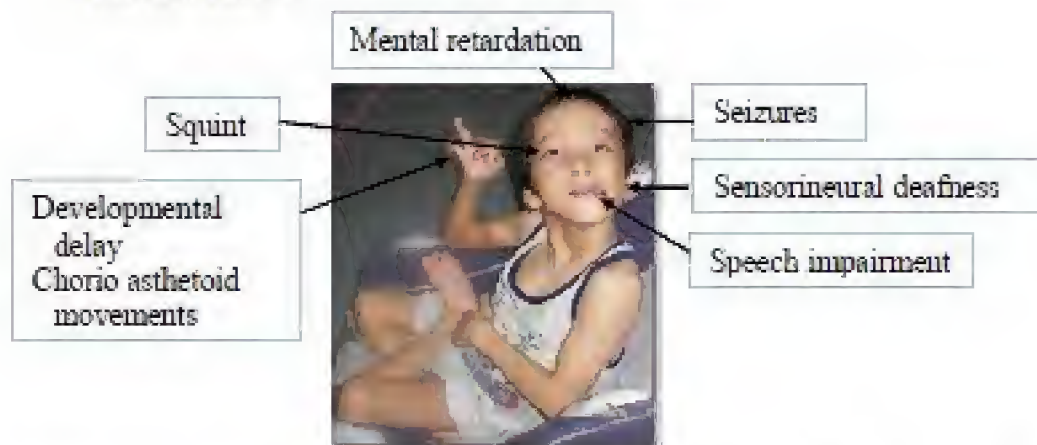 Mental retardation
Squint
Seizures
Developmental
delay
Chorio asthetoid
movements
Sensorineural deafness
Speech impairment